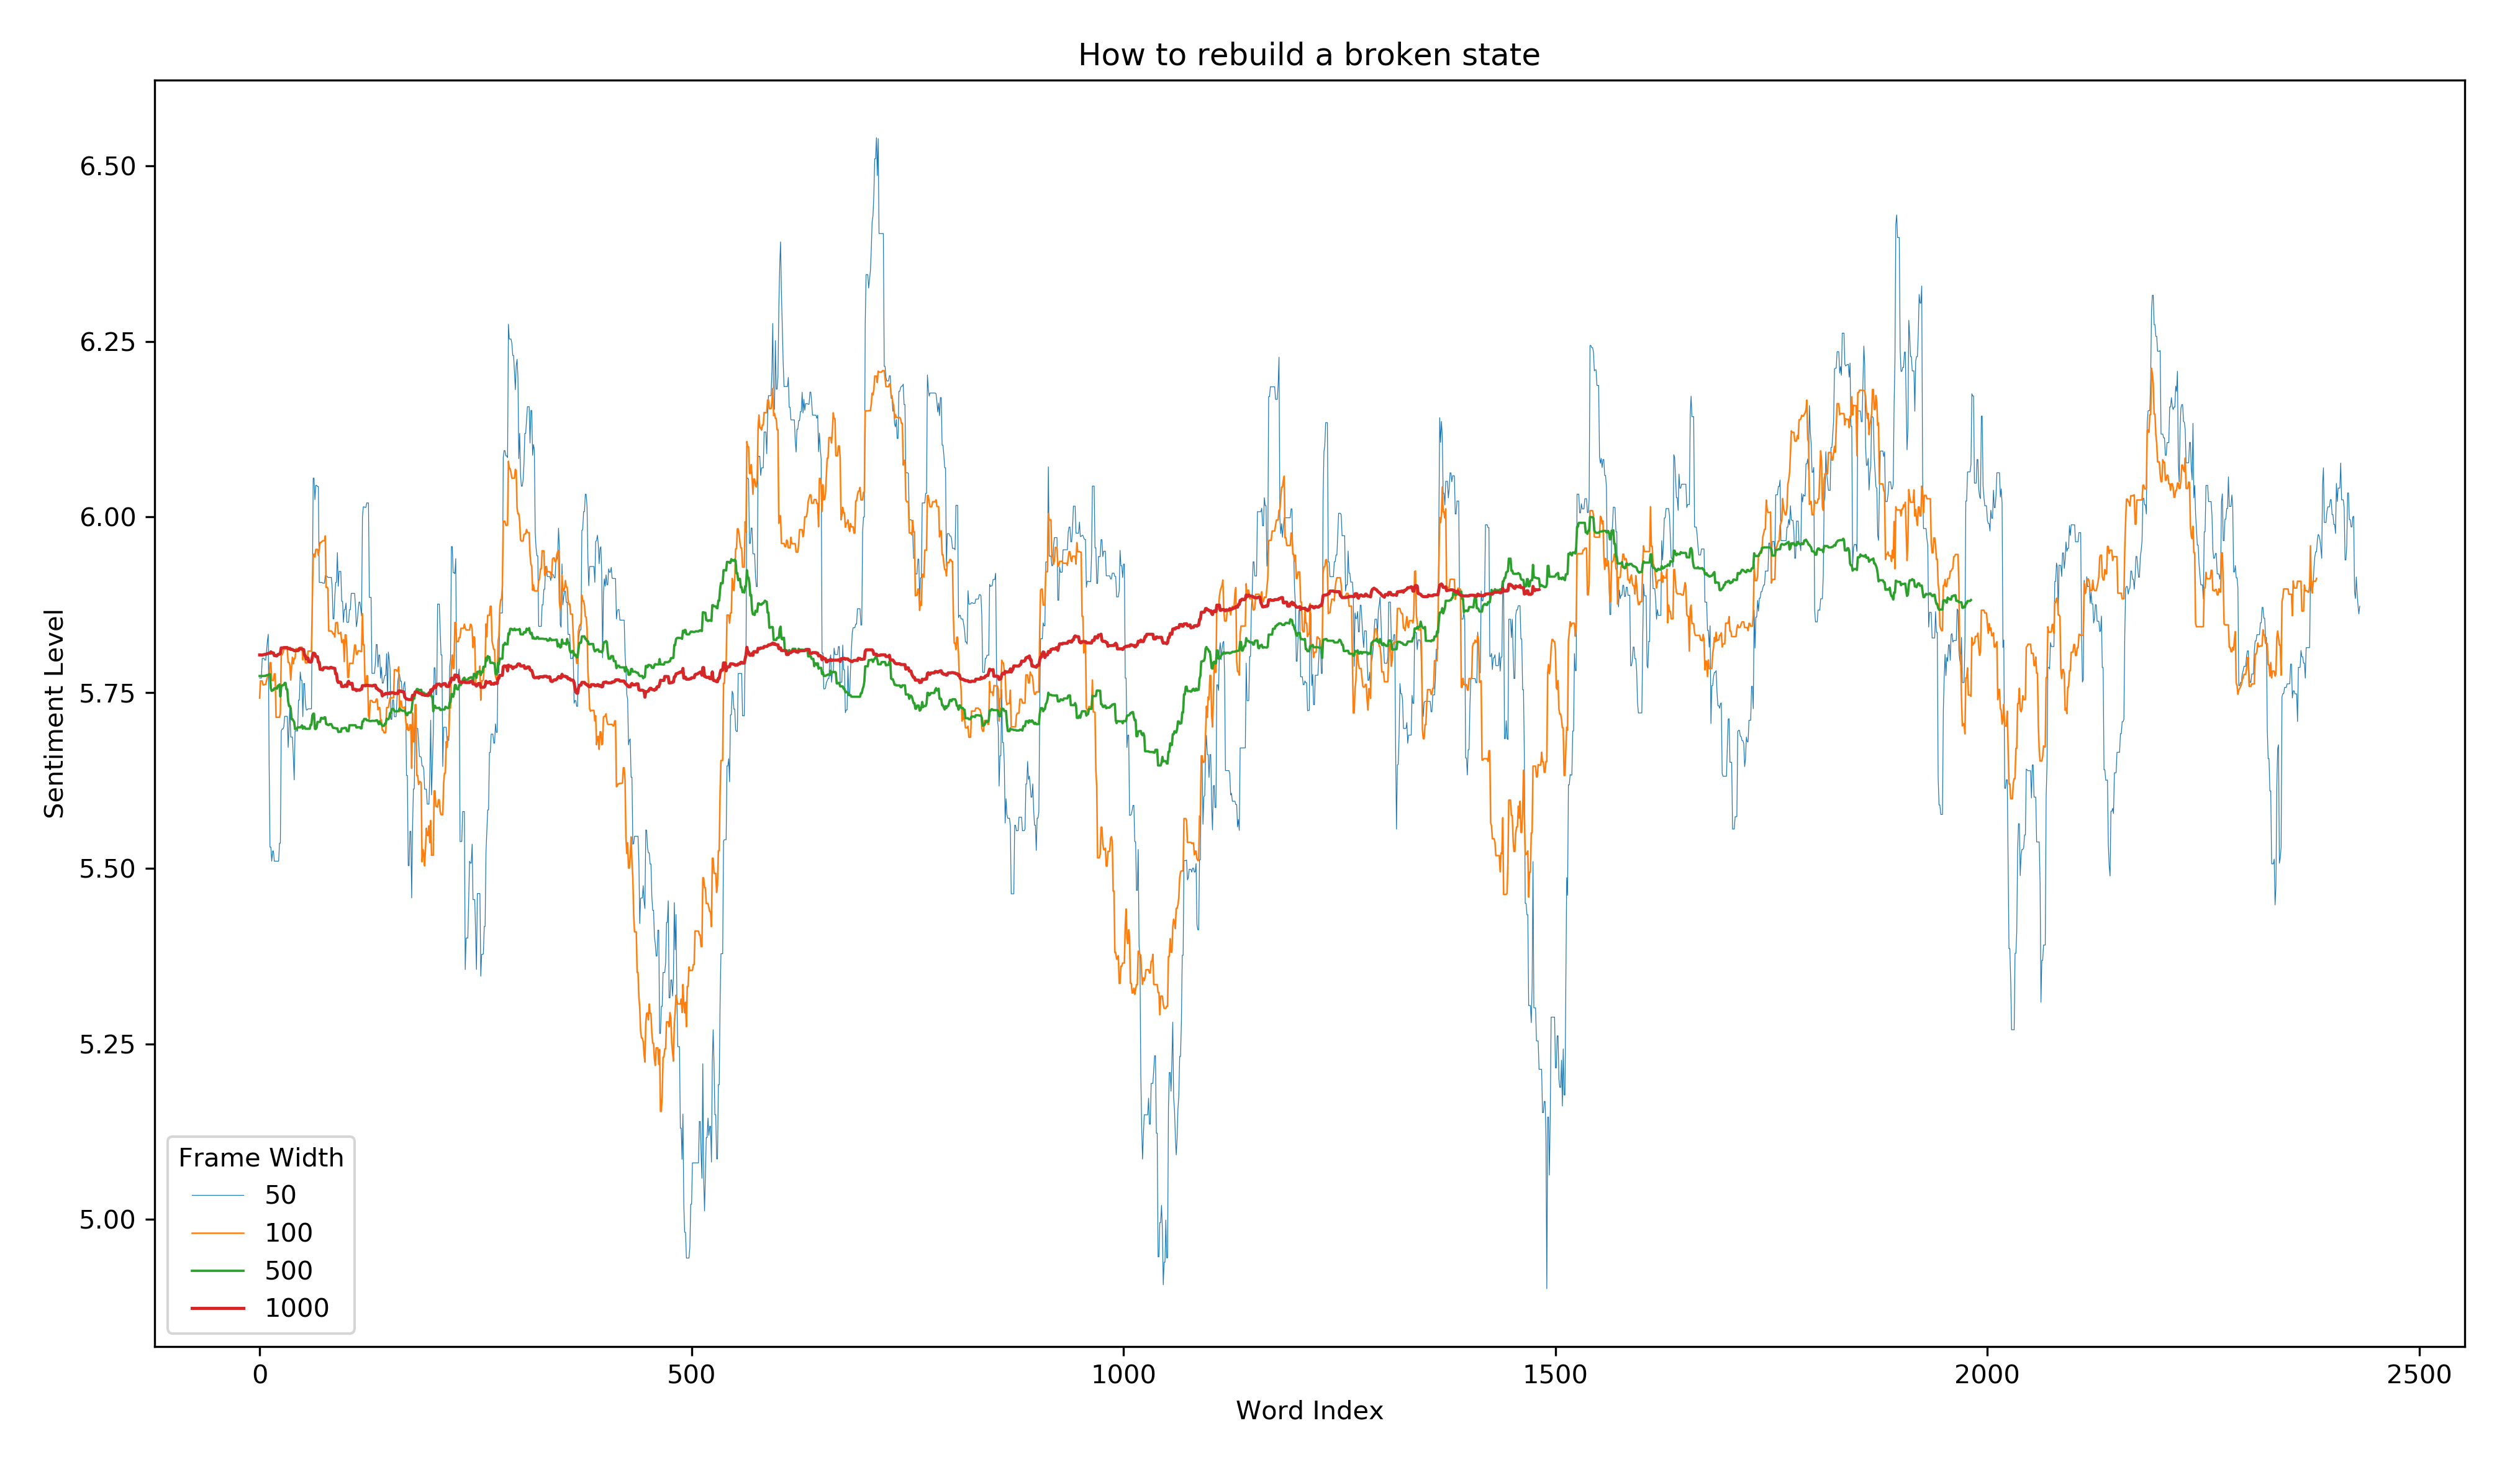 How to rebuild a broken state
6.50
6.25
6.00
5.75
5.50
5.25
5.00
Sentiment Level
Frame Width
50
100
500
1000
0 500 1000 1500 2000 2500
Word Index